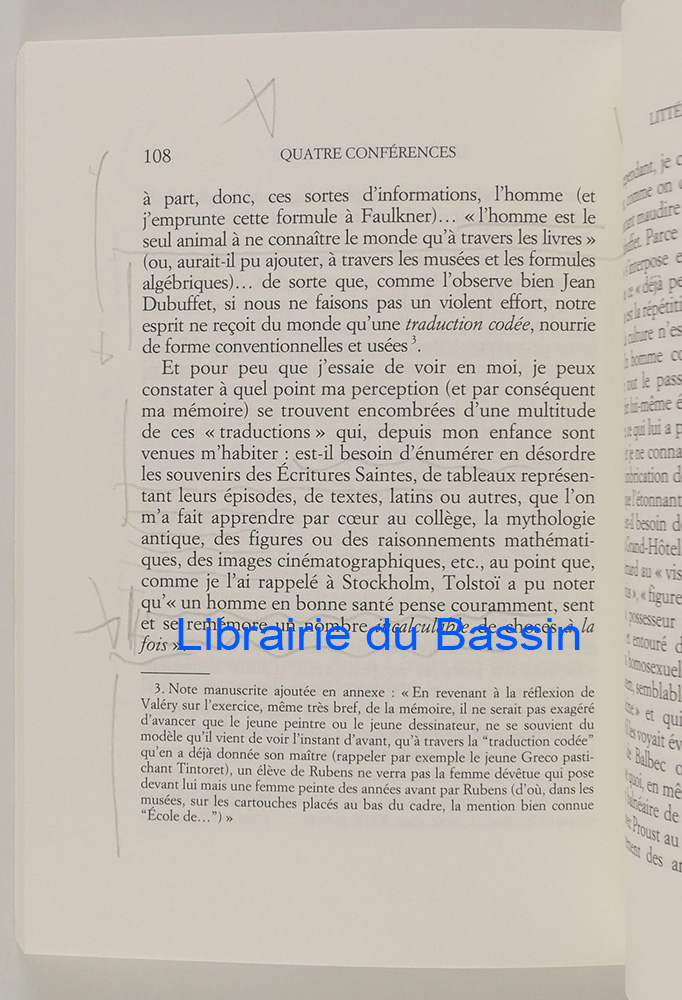 108 QUATRE CONFÉRENCES
à part, donc, ces sortes d'informations, l'homme (et
j'emprunte cette formule à Faulkner)… « l'homme est le
seul animal à ne connaître le monde qu'à travers les livres »
(ou, aurait-il pu ajouter, à travers les musées et les formules
algébriques)… de sorte que, comme l'observe bien Jean
Dubuffet, si nous ne faisons pas un violent effort, notre
esprit ne reçoit du monde qu'une traduction codée, nourrie
de forme conventionnelles et usées 3.
Et pour peu que j'essaie de voir en moi, je peux
constater à quel point ma perception (et par conséquent
ma mémoire) se trouvent encombrées d'une multitude
de ces « traductions » qui, depuis mon enfance sont
venues m'habiter : est-il besoin d'énumérer en désordre
les souvenirs des Écritures Saintes, de tableaux représen-
tant leurs épisodes, de textes, latins ou autres, que l'on
m'a fait apprendre par cœur au collège, la mythologie
antique, des figures ou des raisonnements mathémati-
ques, des images cinématographiques, etc., au point que,
comme je l'ai rappelé à Stockholm, Tolstoï a pu noter
qu'« un homme en bonne santé pense couramment, sent
et se remémore un nombre incalculable de choses à la
fois ».
Librairie du Bassin
3. Note manuscrite ajoutée en annexe : « En revenant à la réflexion de
Valéry sur l'exercice, même très bref, de la mémoire, il ne serait pas exagéré
d'avancer que le jeune peintre ou le jeune dessinateur, ne se souvient du
modèle qu'il vient de voir l'instant d'avant, qu'à travers la “traduction codée”
qu'en a déjà donnée son maître (rappeler par exemple le jeune Greco pasti-
chant Tintoret), un élève de Rubens ne verra pas la femme dévêtue qui pose
devant lui mais une femme peinte des années avant par Rubens (d'où, dans les
musées, sur les cartouches placés au bas du cadre, la mention bien connue
“École de…”) »